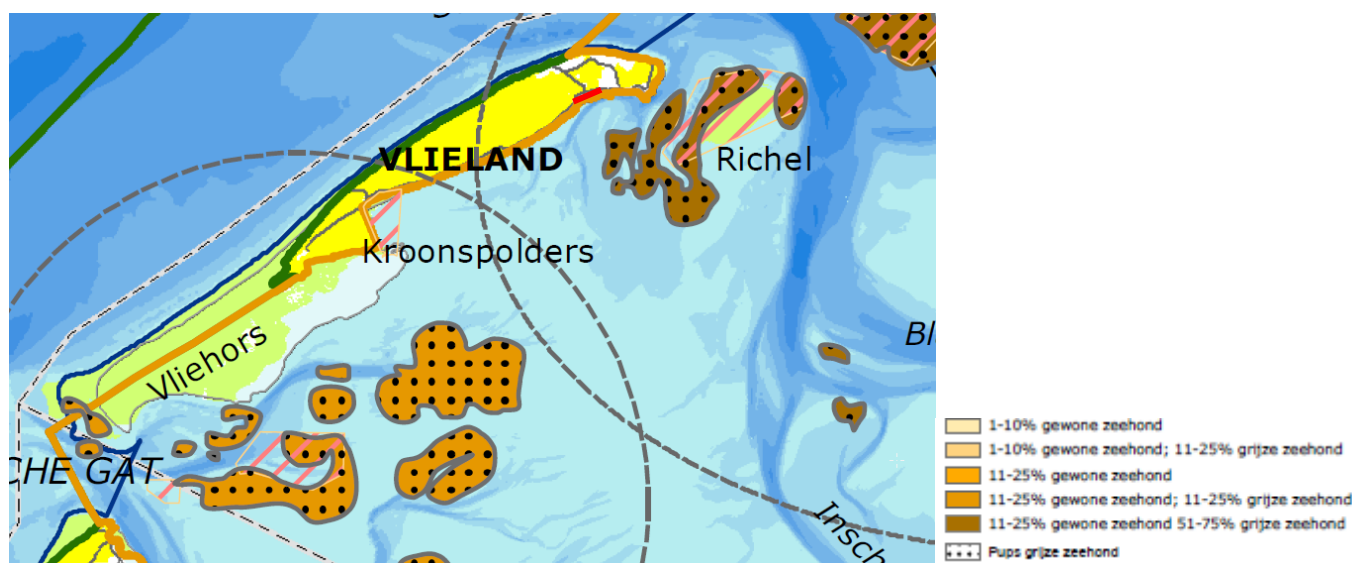 VLIELAND
Richel
Kroonspolders
Vliehors
Bl
CHE GAT
Insch
1-10% gewone zeehond
1-10% gewone zeehond; 11-25% grijze zeehond
11-25% gewone zeehond
11-25% gewone zeehond; 11-25% grijze zeehond
11-25% gewone zeehond 51-75% grijze zeehond
Pups grijze zeehond